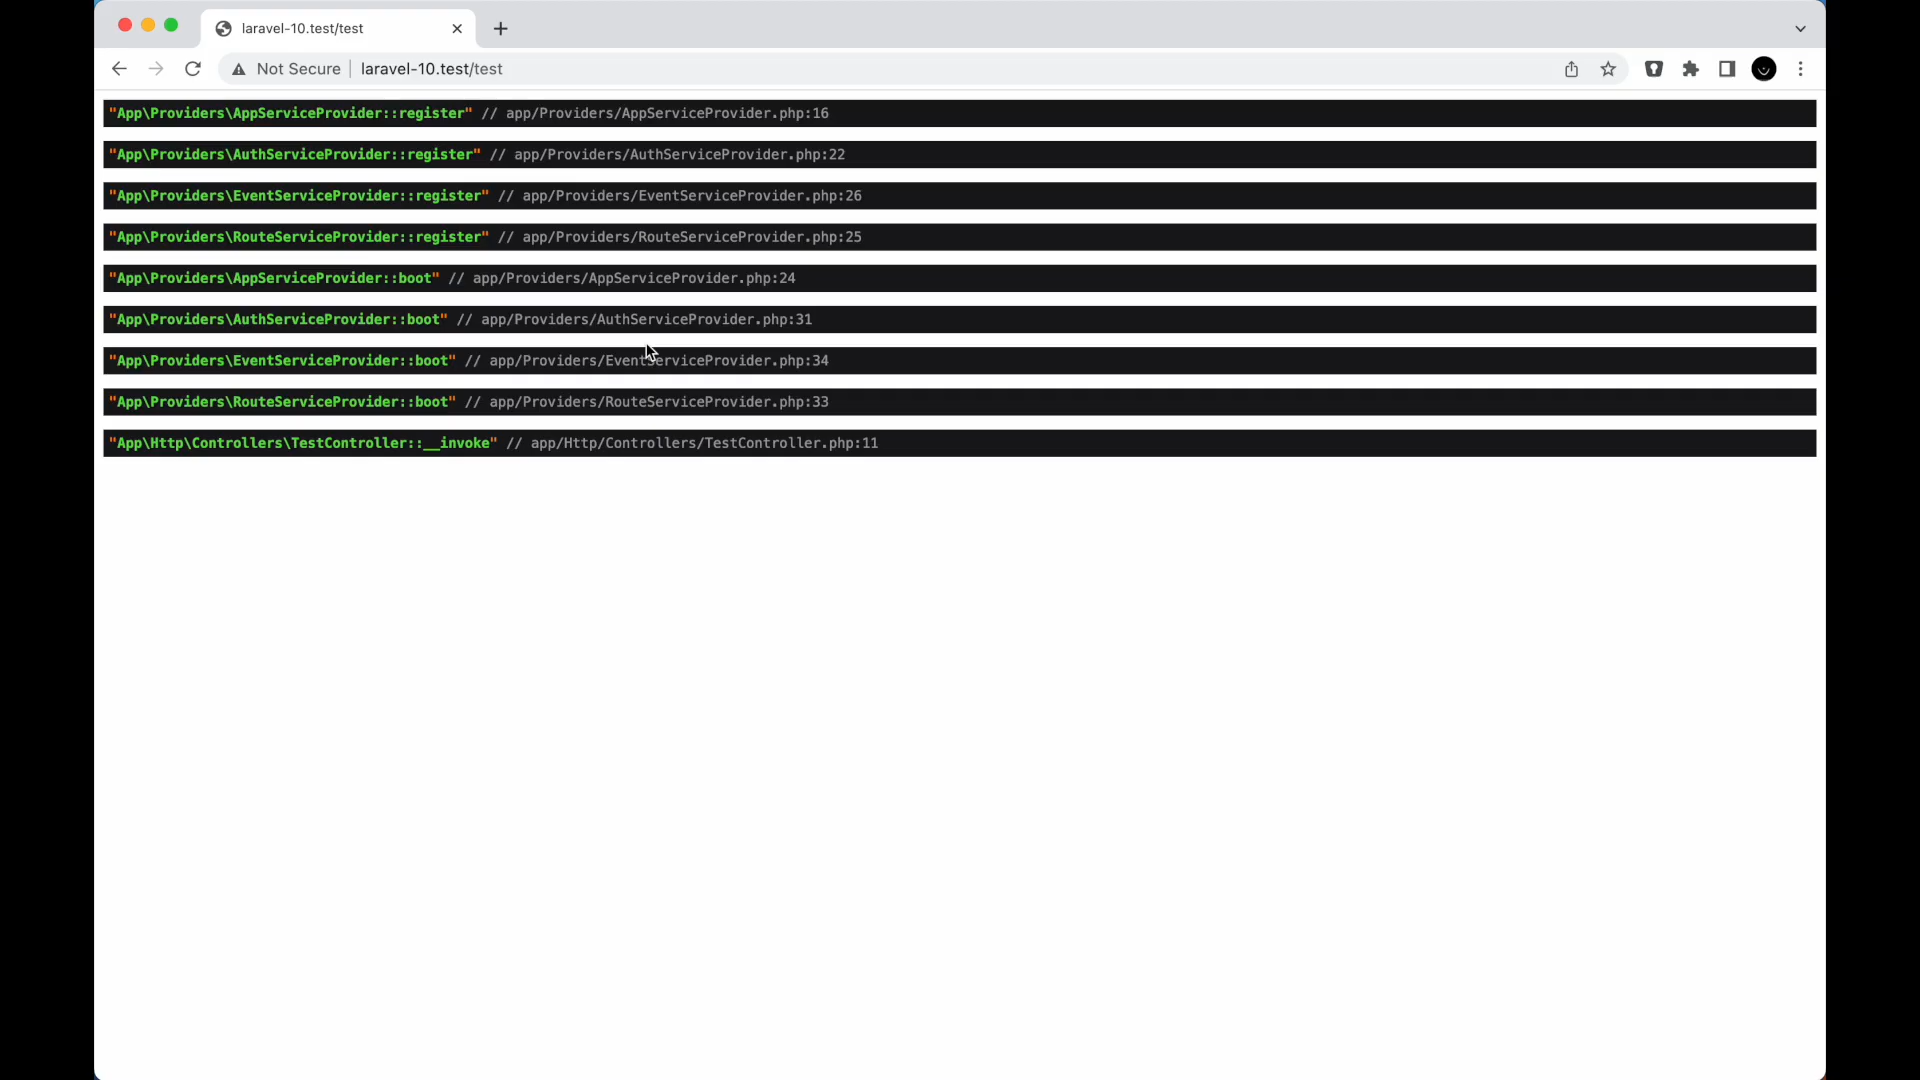 laravel-10.test/test
Not Secure | laravel-10.test/test
"App\Providers\AppServiceProvider::register" // app/Providers/AppServiceProvider.php:16
"App\Providers\AuthServiceProvider::register" // app/Providers/AuthServiceProvider.php:22
"App\Providers\EventServiceProvider::register" // app/Providers/EventServiceProvider.php:26
"App\Providers\RouteServiceProvider::register" // app/Providers/RouteServiceProvider.php:25
"App\Providers\AppServiceProvider::boot" // app/Providers/AppServiceProvider.php:24
"App\Providers\AuthServiceProvider::boot" // app/Providers/AuthServiceProvider.php:31
"App\Providers\EventServiceProvider::boot" // app/Providers/EventServiceProvider.php:34
"App\Providers\RouteServiceProvider::boot" // app/Providers/RouteServiceProvider.php:33
"App\Http\Controllers\TestController::__invoke" // app/Http/Controllers/TestController.php:11